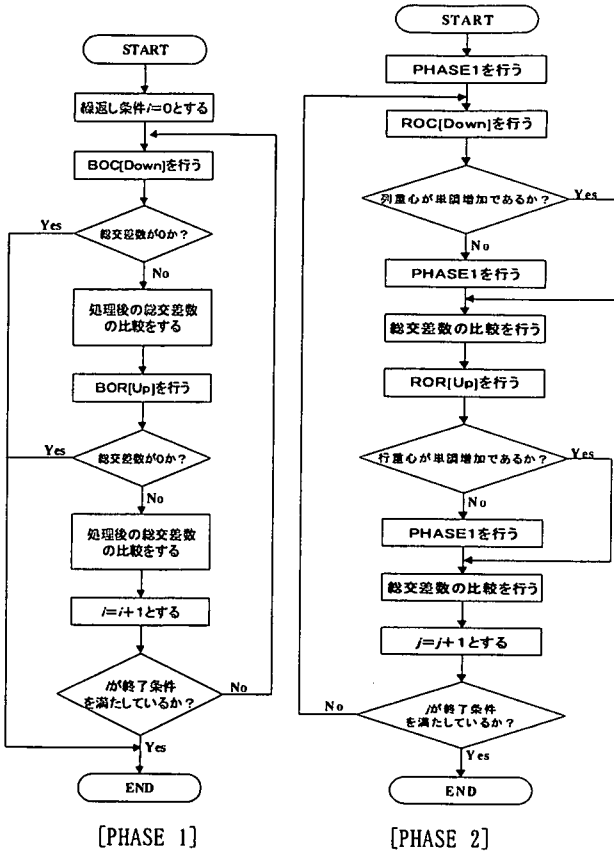 START
繰返し条件i=0とする
BOC[Down]を行う
総交差数が0か？
Yes
No
処理後の総交差数
の比較をする
BOR[Up]を行う
総交差数が0か？
Yes
No
処理後の総交差数
の比較をする
i=i+1とする
iが終了条件
を満たしているか？
No
Yes
END
[PHASE 1]
START
PHASE1を行う
ROC[Down]を行う
列重心が単調増加であるか？
Yes
No
PHASE1を行う
総交差数の比較を行う
ROR[Up]を行う
行重心が単調増加であるか？
Yes
No
PHASE1を行う
総交差数の比較を行う
j=j+1とする
jが終了条件
を満たしているか？
No
Yes
END
[PHASE 2]